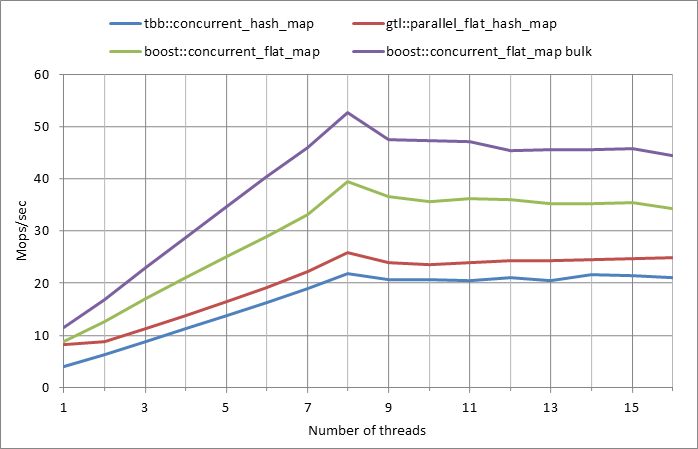 tbb::concurrent_hash_map gtl::parallel_flat_hash_map
boost::concurrent_flat_map boost::concurrent_flat_map bulk
60
50
40
30
20
10
0
Mops/sec
1 3 5 7 9 11 13 15
Number of threads